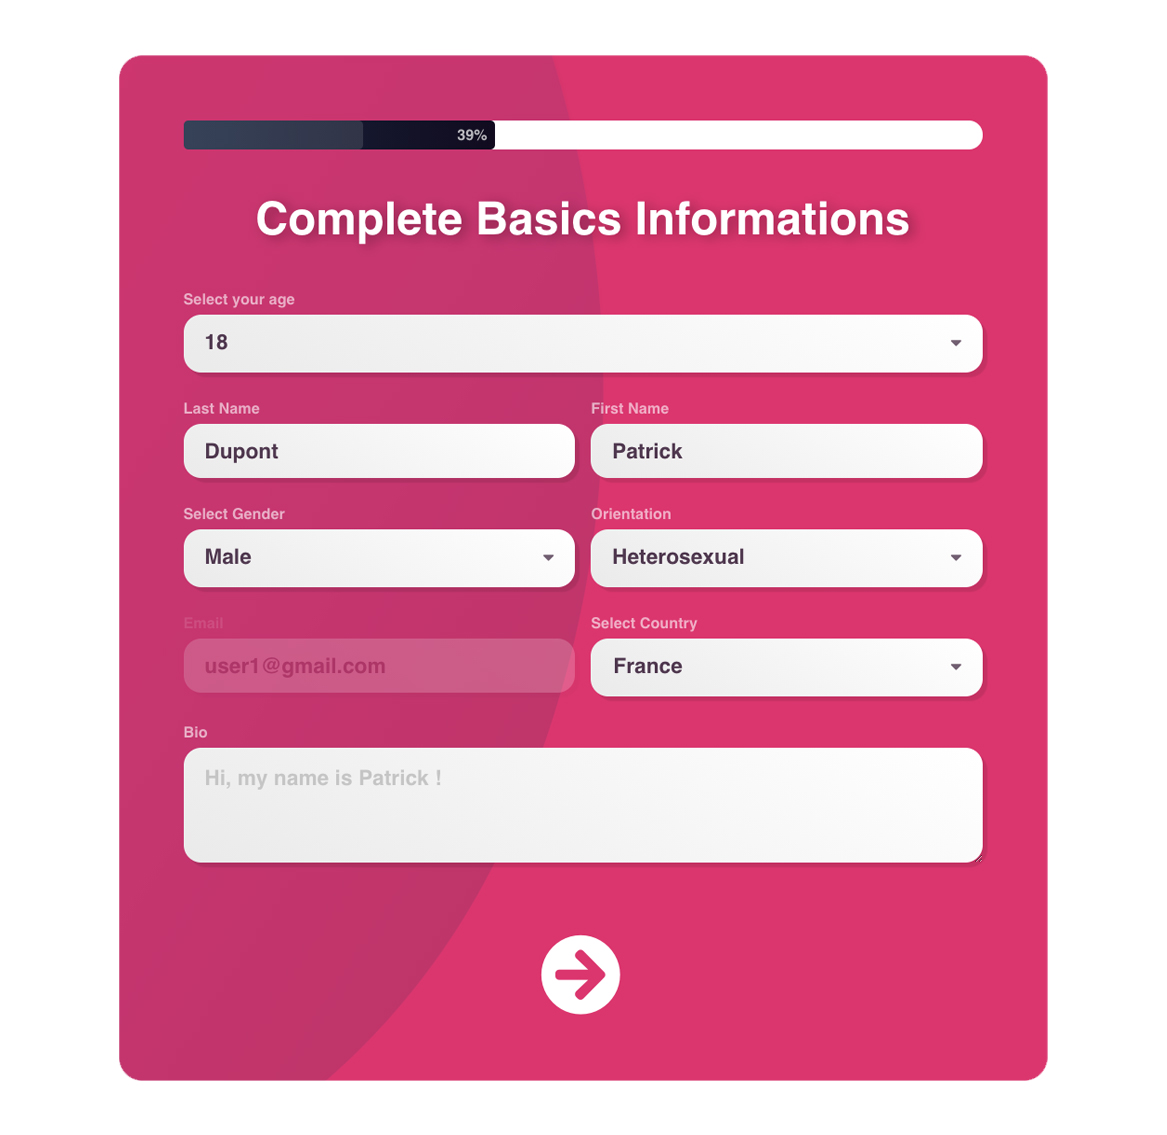 39%
Complete Basics Informations
Select your age
18
Last Name
First Name
Dupont
Patrick
Select Gender
Orientation
Male
Heterosexual
Email
Select Country
user1@gmail.com
France
Bio
Hi, my name is Patrick !